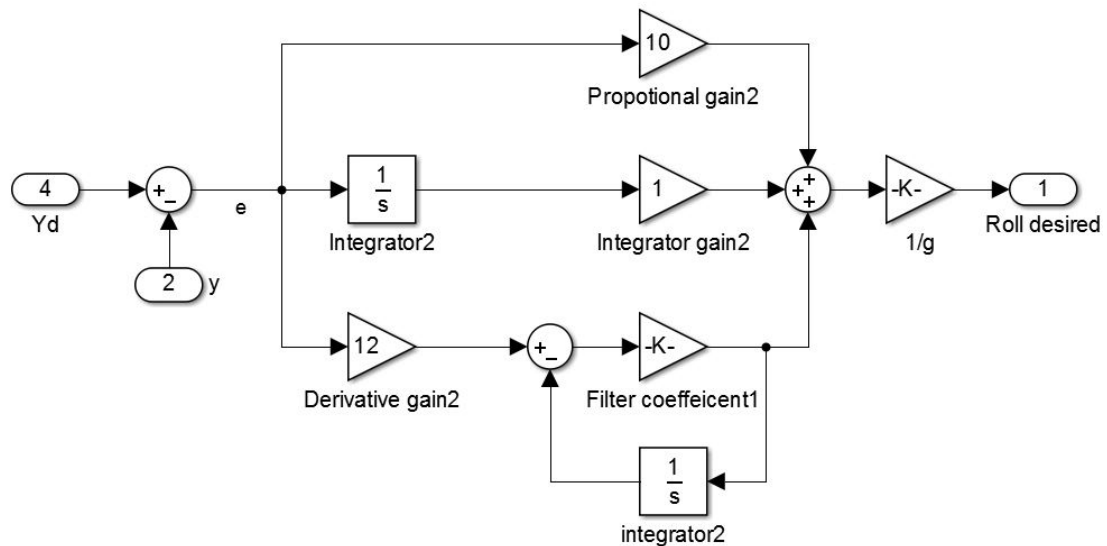 10
Propotional gain2
4
Yd
+
−
e
1
s
Integrator2
1
Integrator gain2
+
+
+
-K-
1/g
1
Roll desired
2
y
12
Derivative gain2
+
−
-K-
Filter coeffeicent1
1
s
integrator2